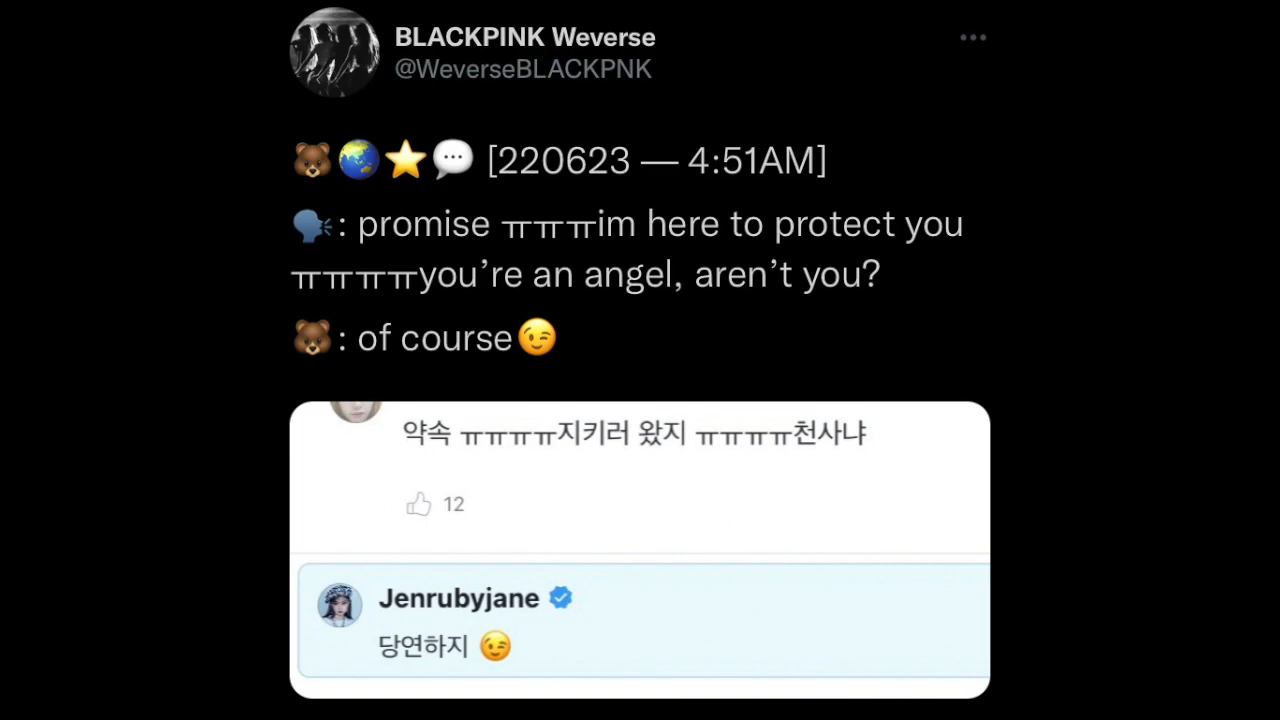 BLACKPINK Weverse
@WeverseBLACKPNK
🐻🌏⭐💬 [220623 — 4:51AM]
🗣: promise ㅠㅠㅠim here to protect you
ㅠㅠㅠㅠyou’re an angel, aren’t you?
🐻: of course😉
약속 ㅠㅠㅠㅠ지키러 왔지 ㅠㅠㅠㅠ천사냐
12
Jenrubyjane
당연하지 😉